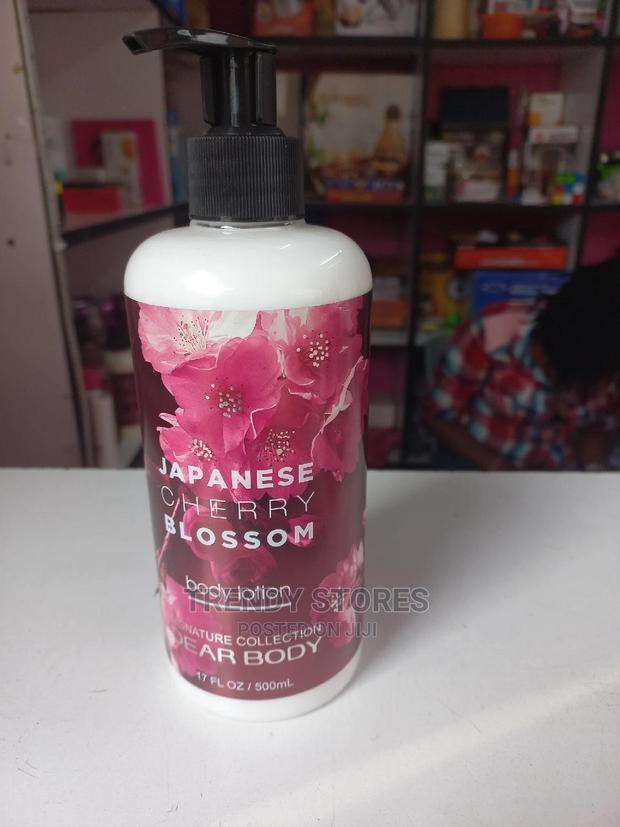 JAPANESE
CHERRY
BLOSSOM
body lotion
TRENDY STORES
POSTED ON JIJI
SIGNATURE COLLECTION
DEAR BODY
17 FL OZ / 500mL